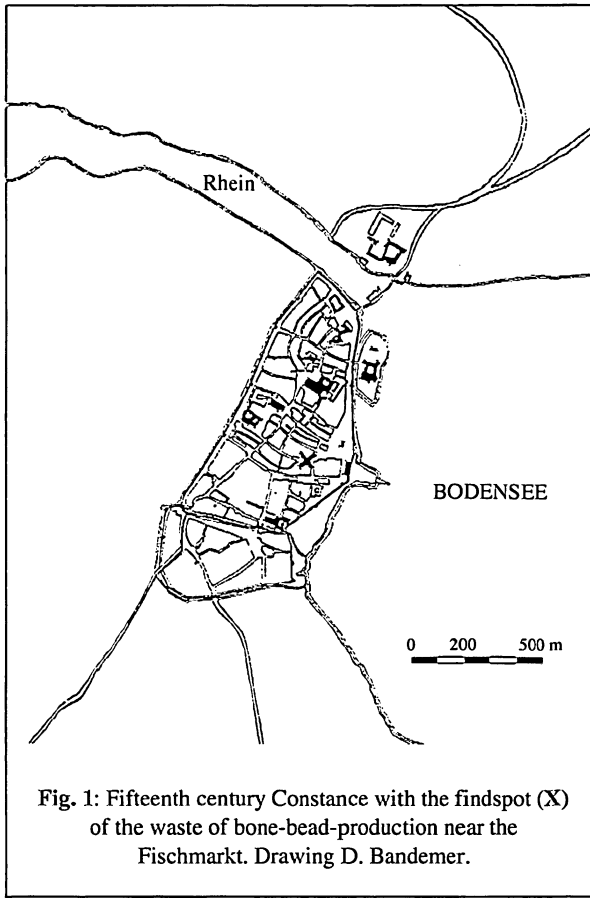 Rhein
X
BODENSEE
0 200 500 m
Fig. 1: Fifteenth century Constance with the findspot (X)
of the waste of bone-bead-production near the
Fischmarkt. Drawing D. Bandemer.